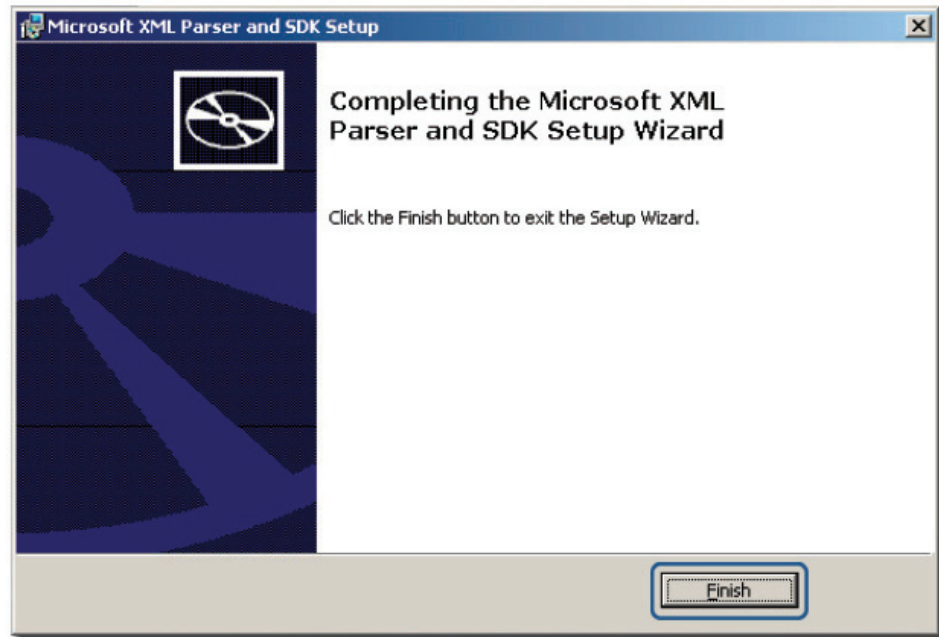 Microsoft XML Parser and SDK Setup
Completing the Microsoft XML
Parser and SDK Setup Wizard
Click the Finish button to exit the Setup Wizard.
Finish